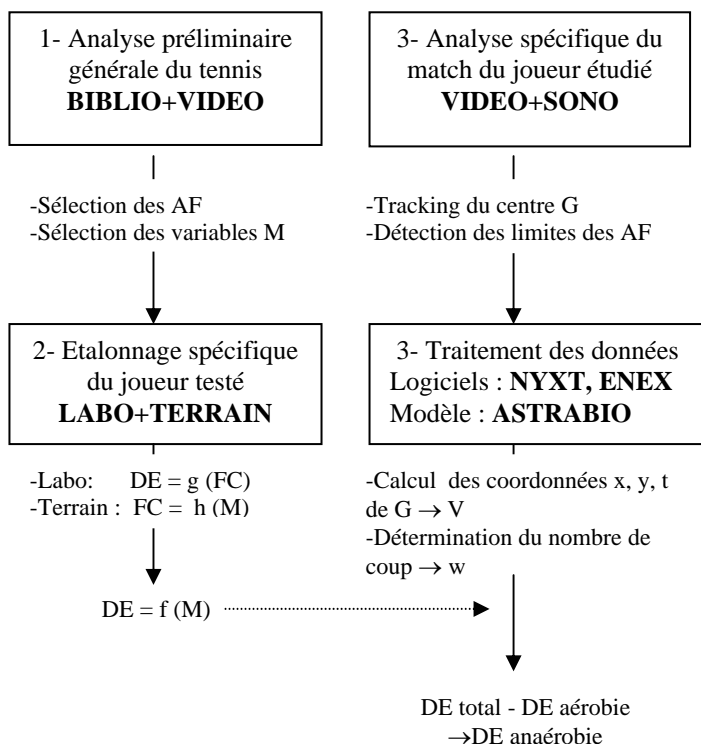 1- Analyse préliminaire
générale du tennis
BIBLIO+VIDEO
-Sélection des AF
-Sélection des variables M
2- Etalonnage spécifique
du joueur testé
LABO+TERRAIN
-Labo: DE = g (FC)
-Terrain : FC = h (M)
DE = f (M)
3- Analyse spécifique du
match du joueur étudié
VIDEO+SONO
-Tracking du centre G
-Détection des limites des AF
3- Traitement des données
Logiciels : NYXT, ENEX
Modèle : ASTRABIO
-Calcul des coordonnées x, y, t
de G → V
-Détermination du nombre de
coup → w
DE total - DE aérobie
→DE anaérobie